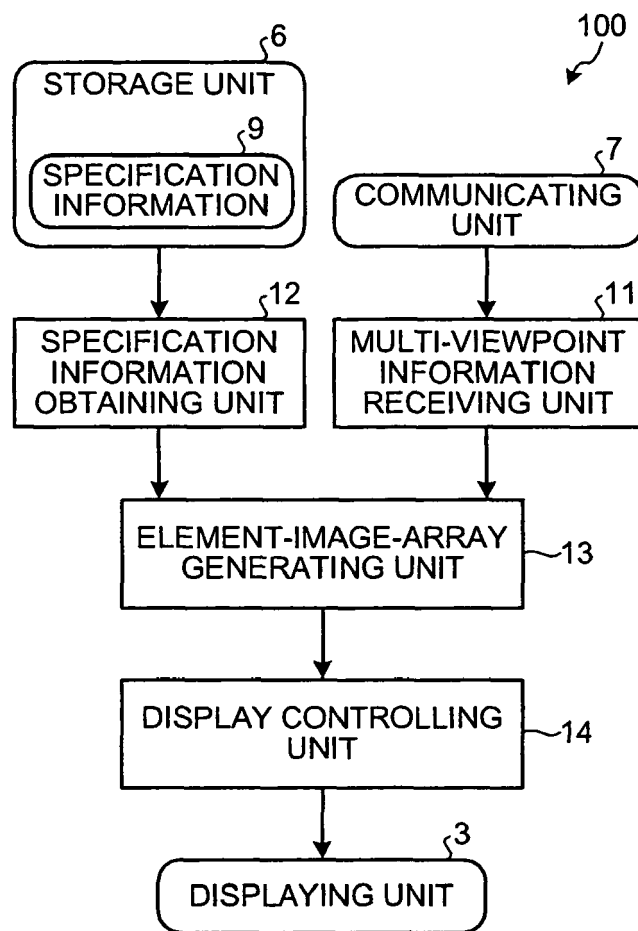 100
6
STORAGE UNIT
9
SPECIFICATION
INFORMATION
7
COMMUNICATING
UNIT
12
SPECIFICATION
INFORMATION
OBTAINING UNIT
11
MULTI-VIEWPOINT
INFORMATION
RECEIVING UNIT
ELEMENT-IMAGE-ARRAY
GENERATING UNIT
13
DISPLAY CONTROLLING
UNIT
14
3
DISPLAYING UNIT